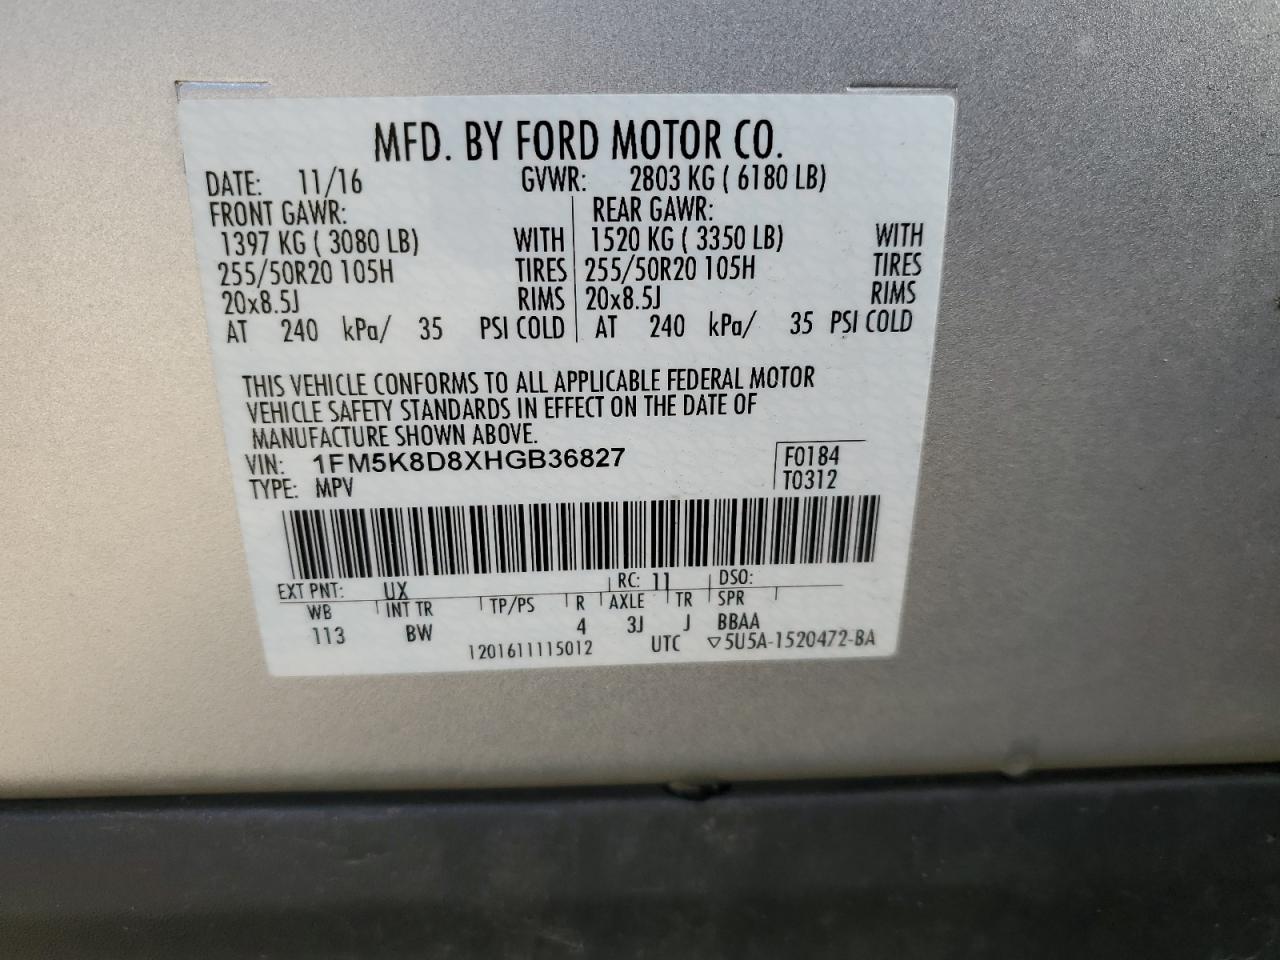 MFD. BY FORD MOTOR CO.
DATE: 11/16 GVWR: 2803 KG ( 6180 LB)
FRONT GAWR: REAR GAWR:
1397 KG ( 3080 LB) WITH 1520 KG ( 3350 LB) WITH
255/50R20 105H TIRES 255/50R20 105H TIRES
20x8.5J RIMS 20x8.5J RIMS
AT 240 kPa/ 35 PSI COLD AT 240 kPa/ 35 PSI COLD
THIS VEHICLE CONFORMS TO ALL APPLICABLE FEDERAL MOTOR
VEHICLE SAFETY STANDARDS IN EFFECT ON THE DATE OF
MANUFACTURE SHOWN ABOVE.
VIN: 1FM5K8D8XHGB36827 F0184
TYPE: MPV T0312
EXT PNT: UX RC: 11 DSO:
WB INT TR TP/PS R AXLE TR SPR
113 BW 4 3J J BBAA
1201611115012 UTC ▽5U5A-1520472-BA